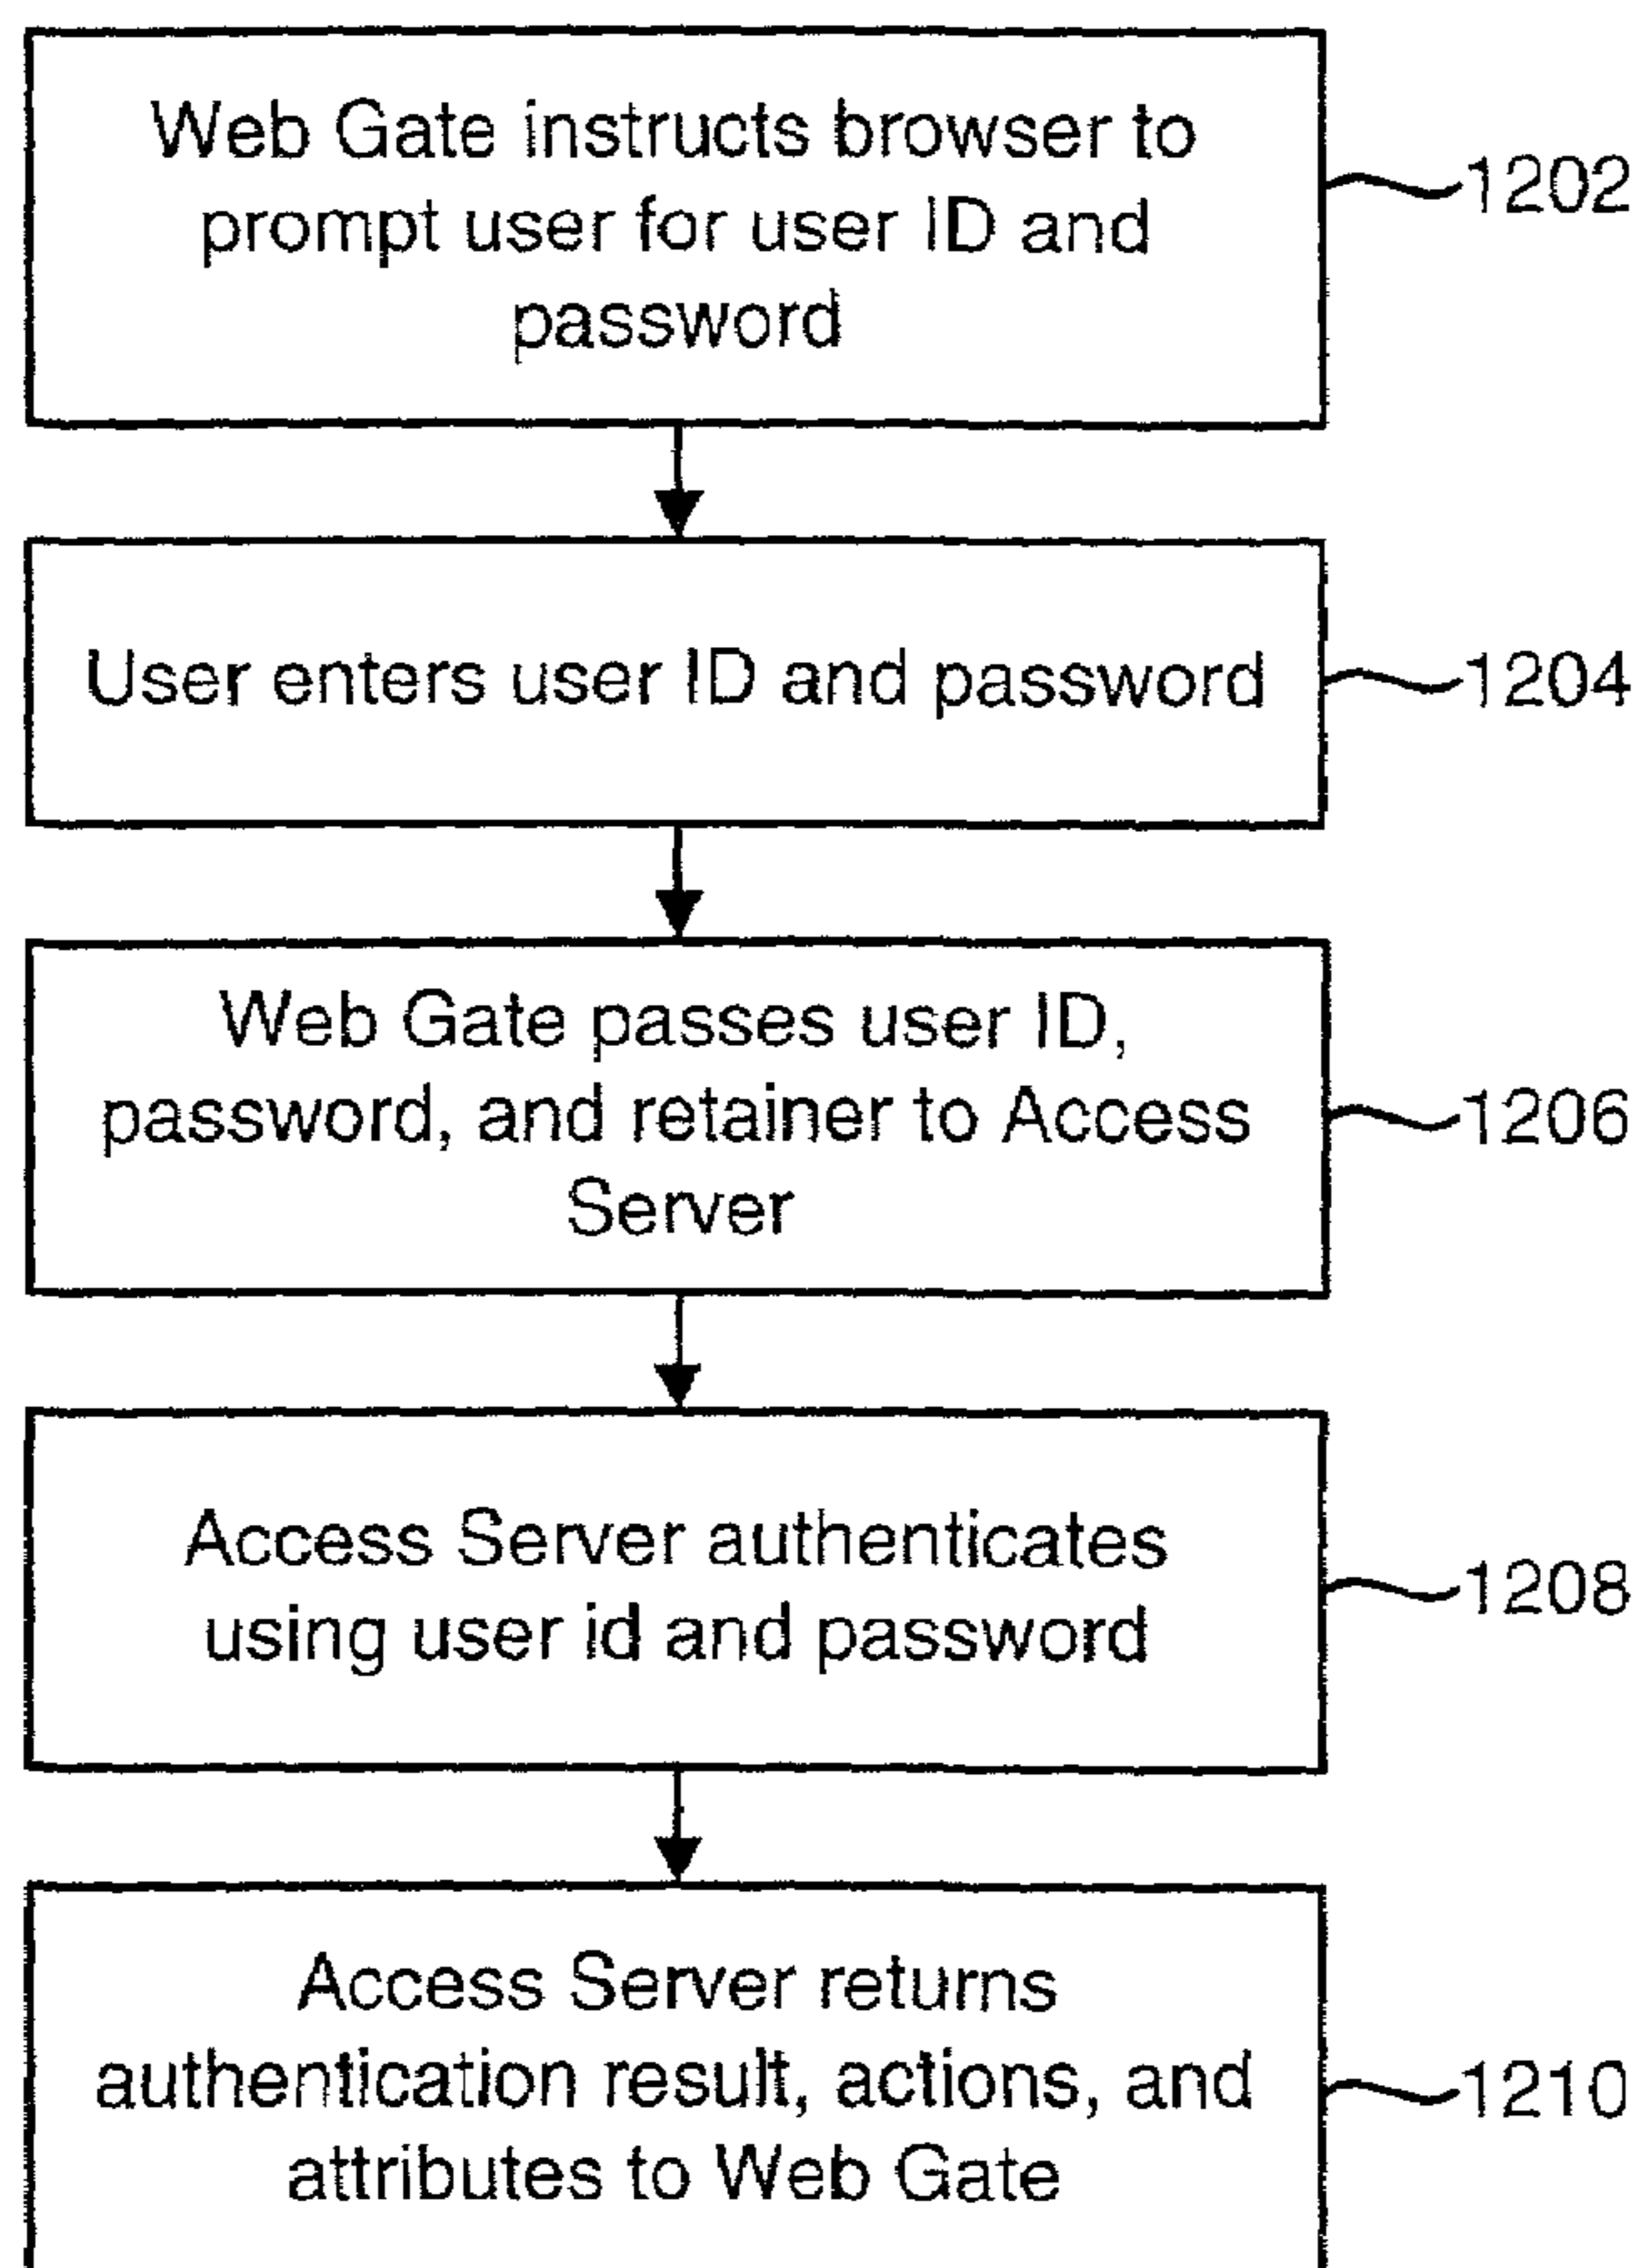 Web Gate instructs browser to
prompt user for user ID and
password
1202
User enters user ID and password
1204
Web Gate passes user ID,
password, and retainer to Access
Server
1206
Access Server authenticates
using user id and password
1208
Access Server returns
authentication result, actions, and
attributes to Web Gate
1210